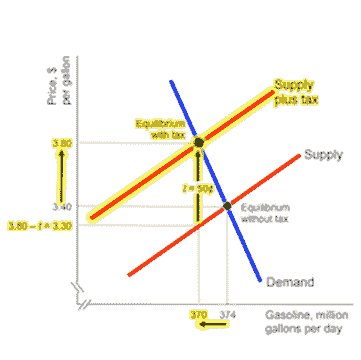 Price, $
per gallon
Supply
plus tax
Equilibrium
with tax
3.80
Supply
t = 50¢
3.40
Equilibrium
without tax
3.80 – t = 3.30
Demand
370
374
Gasoline, million
gallons per day